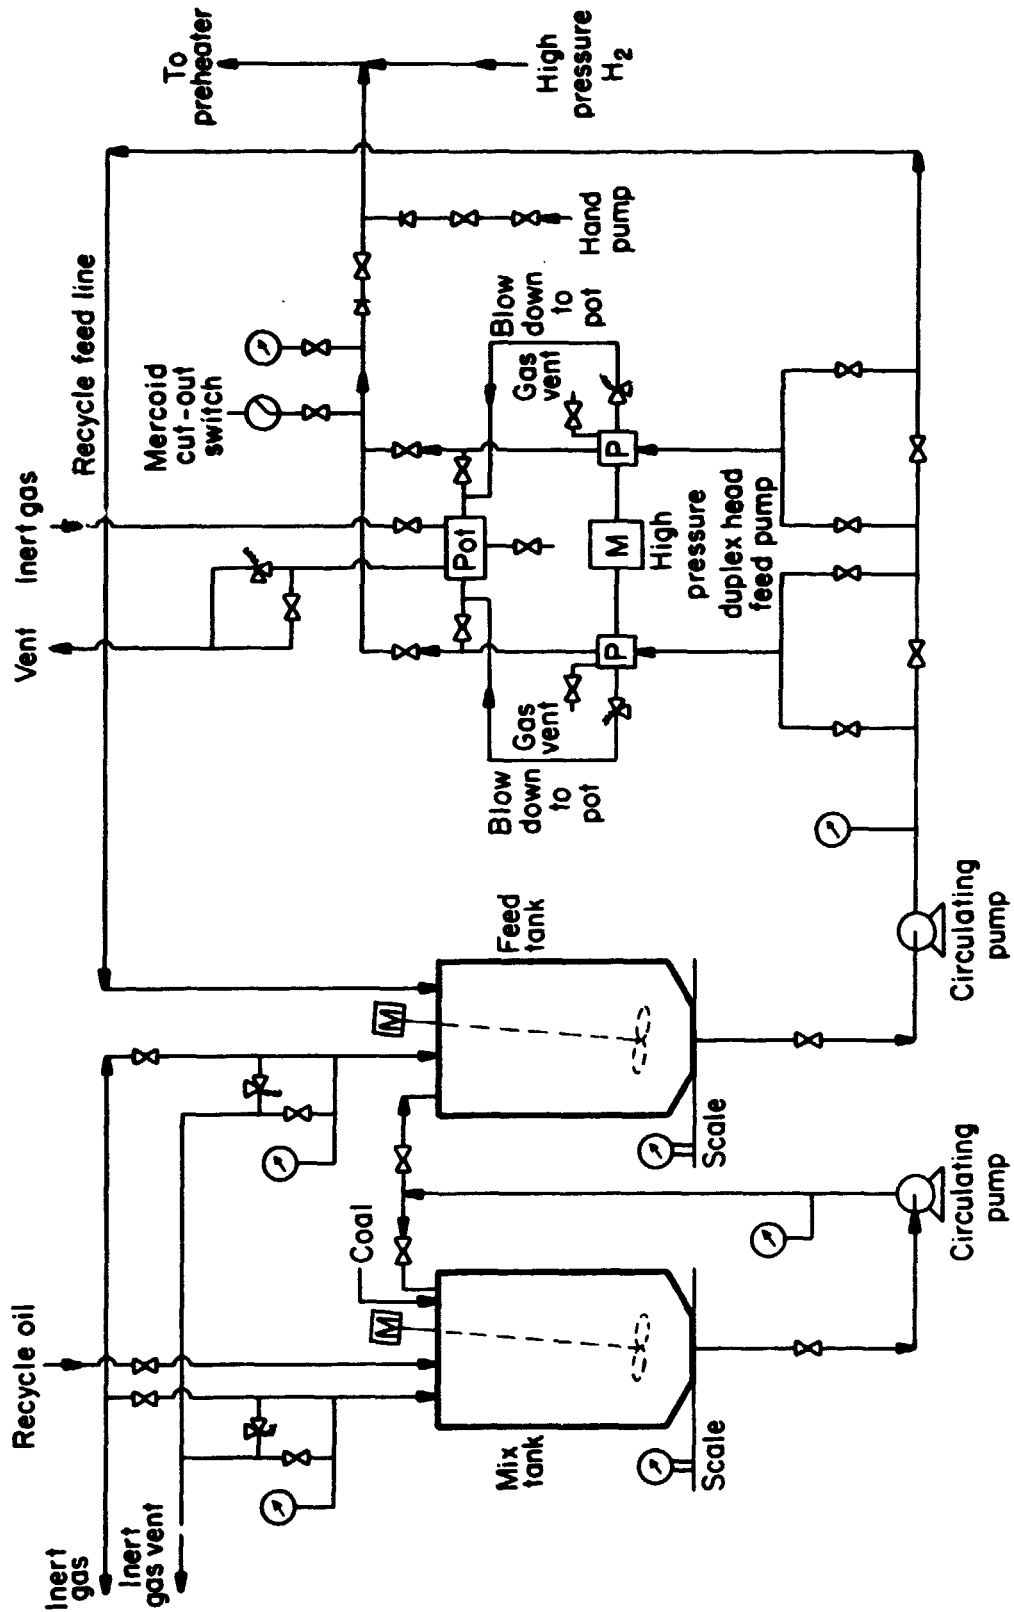 Inert
gas
Inert
gas vent
Recycle oil
Vent
Inert gas
Recycle feed line
To
preheater
High
pressure
H2
Mercoid
cut-out
switch
Hand
pump
Coal
M
M
Mix
tank
Feed
tank
Scale
Scale
Circulating
pump
Circulating
pump
Pot
Blow
down
to
pot
Gas
vent
P
M
P
Gas
vent
Blow
down
to
pot
High
pressure
duplex head
feed pump